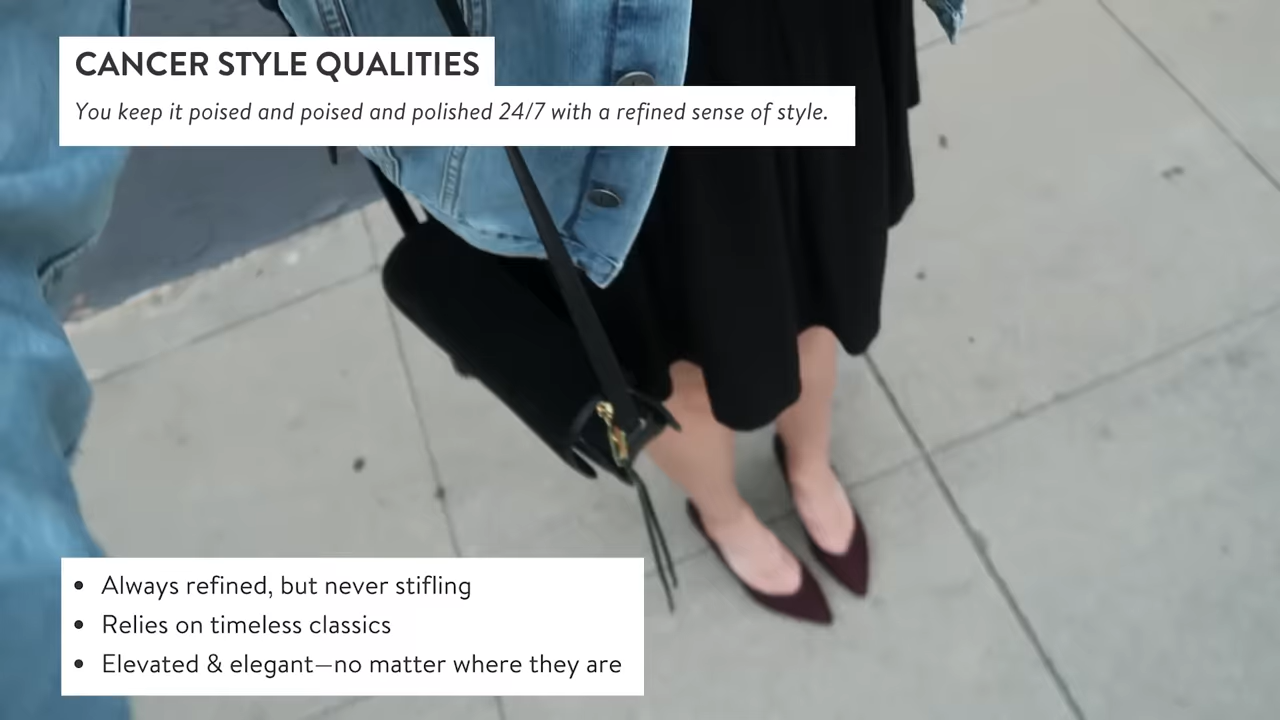 CANCER STYLE QUALITIES
You keep it poised and poised and polished 24/7 with a refined sense of style.
• Always refined, but never stifling
• Relies on timeless classics
• Elevated & elegant—no matter where they are